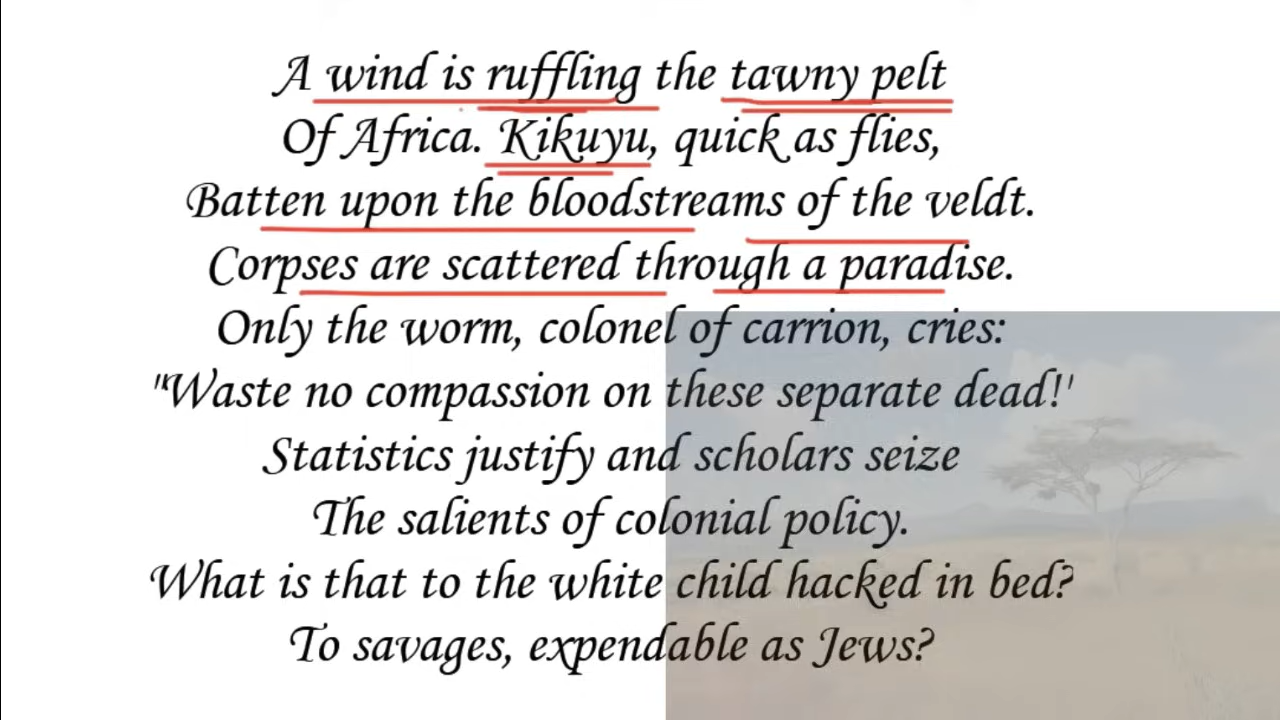 A wind is ruffling the tawny pelt
Of Africa. Kikuyu, quick as flies,
Batten upon the bloodstreams of the veldt.
Corpses are scattered through a paradise.
Only the worm, colonel of carrion, cries:
"Waste no compassion on these separate dead!'
Statistics justify and scholars seize
The salients of colonial policy.
What is that to the white child hacked in bed?
To savages, expendable as Jews?